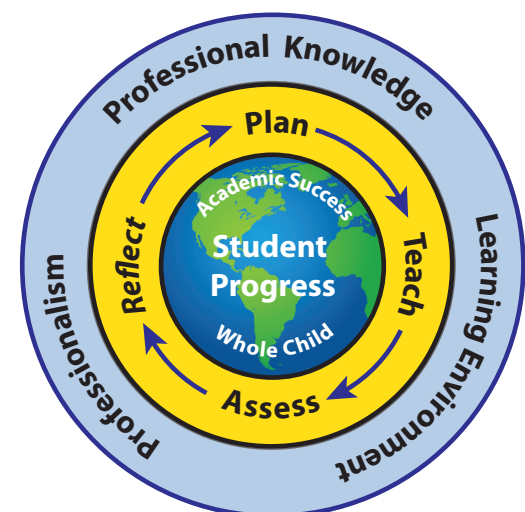 Professional Knowledge
Learning Environment
Professionalism
Plan
Teach
Assess
Reflect
Academic Success
Student
Progress
Whole Child